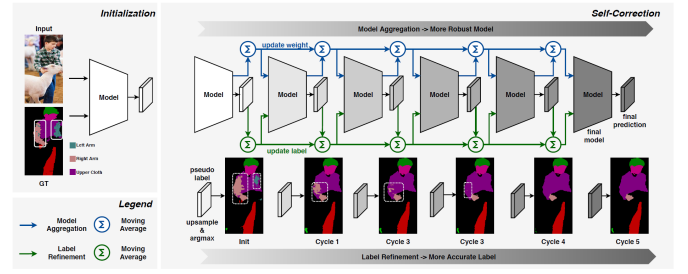 Initialization
Input
Model
Left Arm
Right Arm
Upper Cloth
GT
Legend
Model
Aggregation
Σ
Moving
Average
Label
Refinement
Σ
Moving
Average
Self-Correction
Model Aggregation -> More Robust Model
Σ
update weight
Σ
Σ
Σ
Σ
Model
Model
Model
Model
Model
Model
final
prediction
final
model
Σ
update label
Σ
Σ
Σ
Σ
pseudo
label
upsample
& argmax
Init
Cycle 1
Cycle 3
Cycle 3
Cycle 4
Cycle 5
Label Refinement -> More Accurate Label